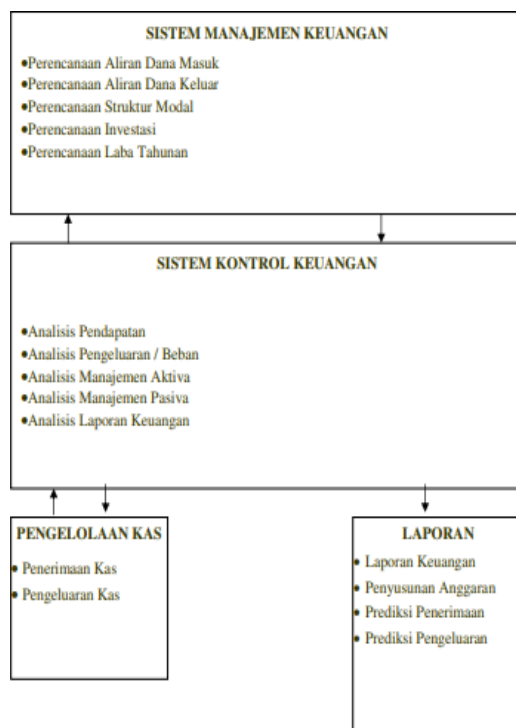 SISTEM MANAJEMEN KEUANGAN
•Perencanaan Aliran Dana Masuk
•Perencanaan Aliran Dana Keluar
•Perencanaan Struktur Modal
•Perencanaan Investasi
•Perencanaan Laba Tahunan
SISTEM KONTROL KEUANGAN
•Analisis Pendapatan
•Analisis Pengeluaran / Beban
•Analisis Manajemen Aktiva
•Analisis Manajemen Pasiva
•Analisis Laporan Keuangan
PENGELOLAAN KAS
• Penerimaan Kas
• Pengeluaran Kas
LAPORAN
• Laporan Keuangan
• Penyusunan Anggaran
• Prediksi Penerimaan
• Prediksi Pengeluaran